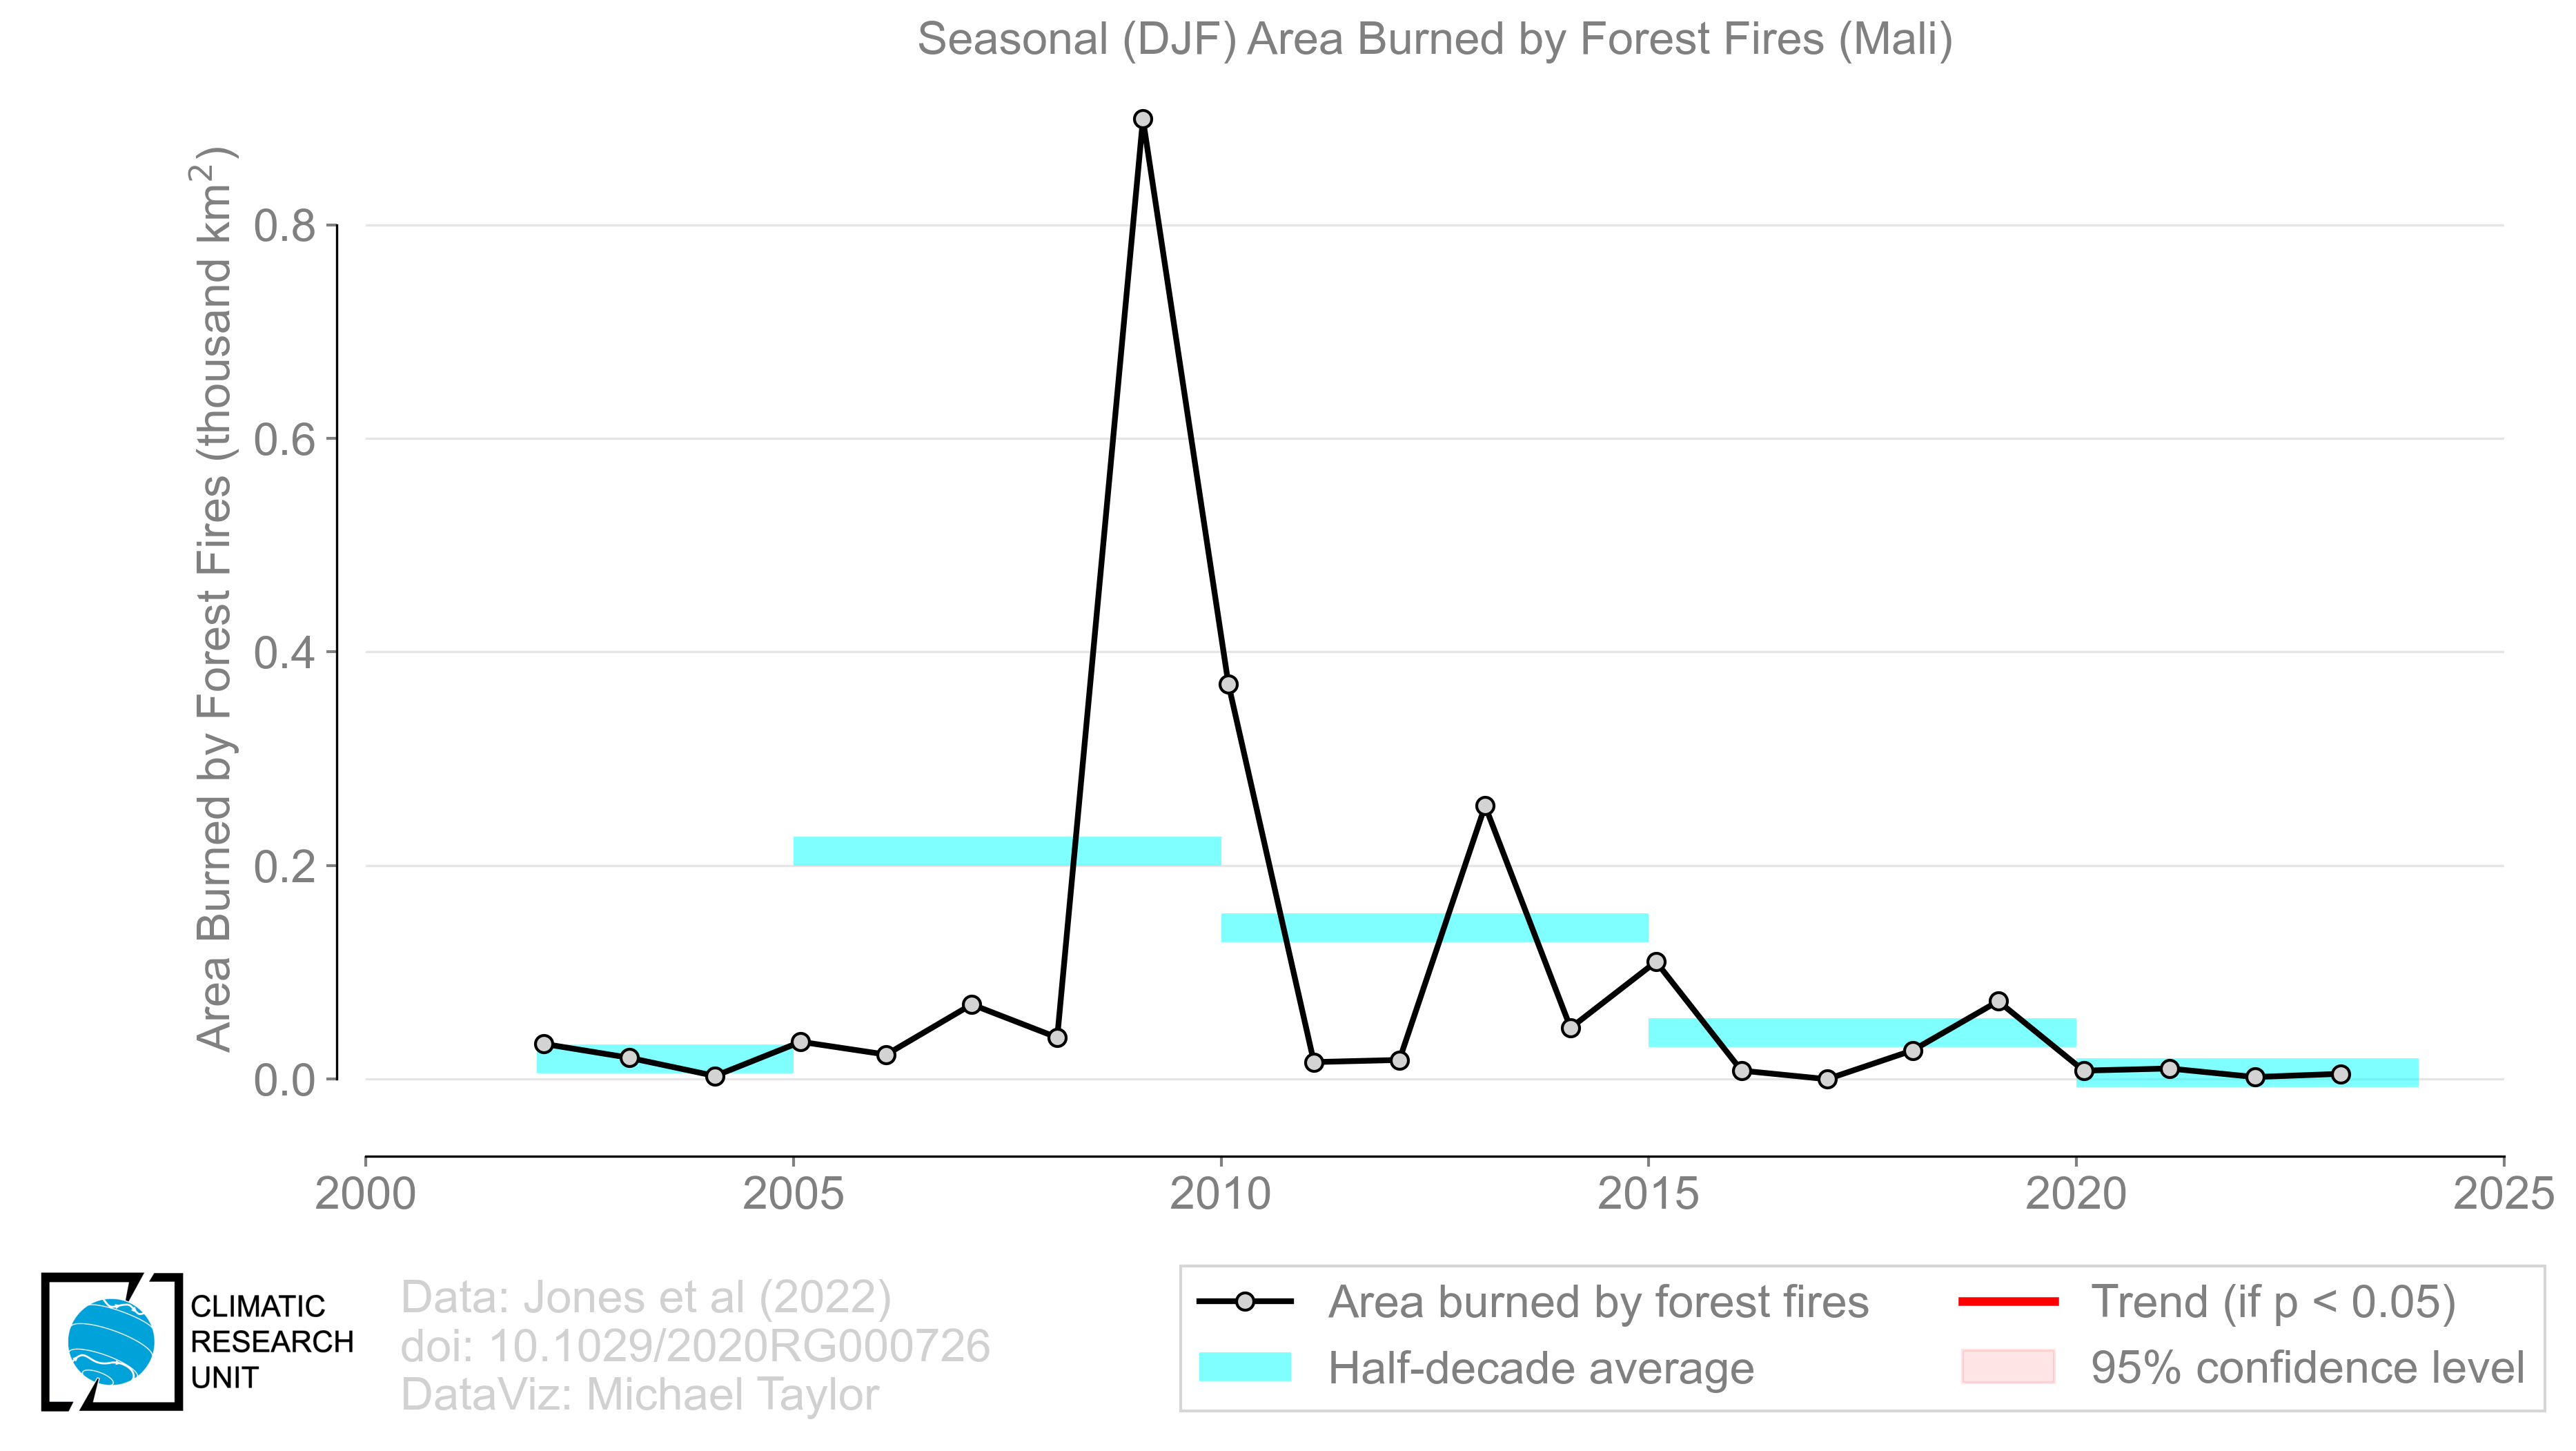 Seasonal (DJF) Area Burned by Forest Fires (Mali)
Area Burned by Forest Fires (thousand km²)
0.8
0.6
0.4
0.2
0.0
2000 2005 2010 2015 2020 2025
CLIMATIC
RESEARCH
UNIT
Data: Jones et al (2022)
doi: 10.1029/2020RG000726
DataViz: Michael Taylor
Area burned by forest fires
Half-decade average
Trend (if p < 0.05)
95% confidence level